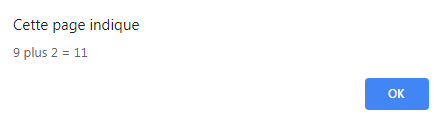 Cette page indique
9 plus 2 = 11
OK